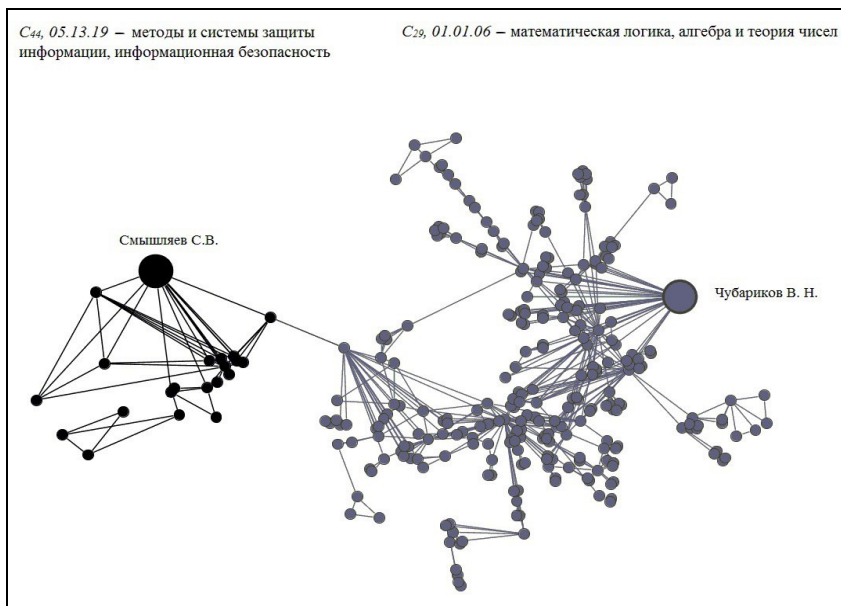 C44, 05.13.19 – методы и системы защиты
информации, информационная безопасность
C29, 01.01.06 – математическая логика, алгебра и теория чисел
Смышляев С.В.
Чубариков В. Н.